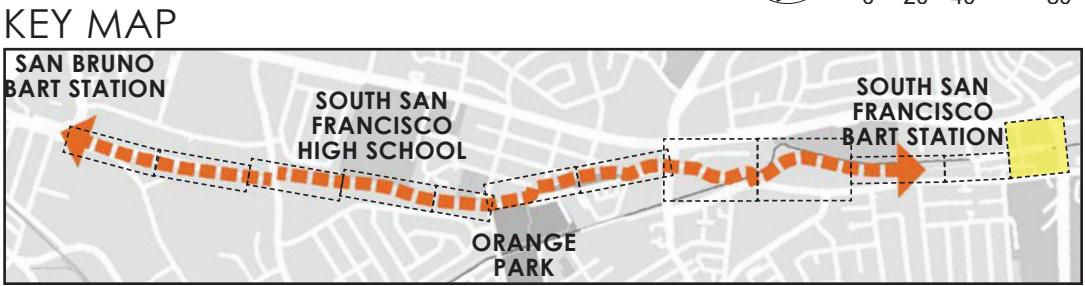 KEY MAP
SAN BRUNO
BART STATION
SOUTH SAN
FRANCISCO
HIGH SCHOOL
ORANGE
PARK
SOUTH SAN
FRANCISCO
BART STATION